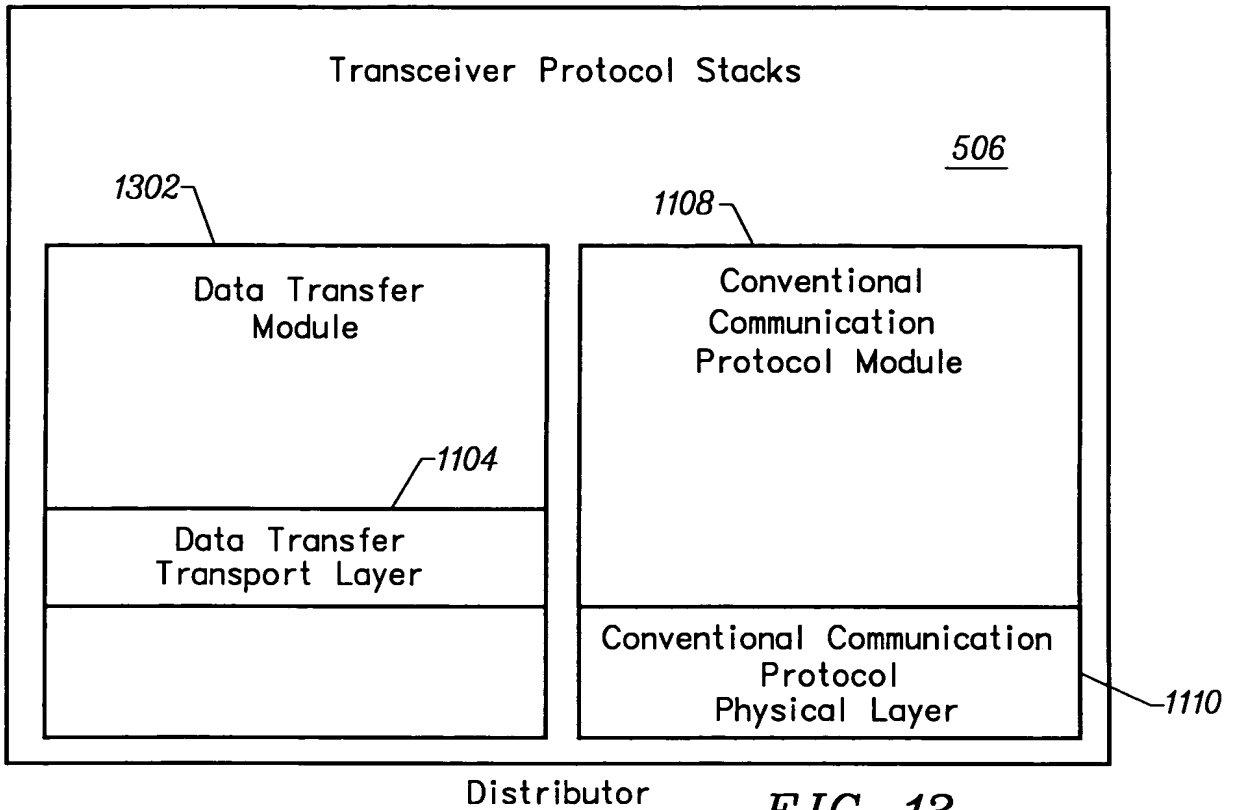 Transceiver Protocol Stacks
506
1302
1108
Data Transfer
Module
Conventional
Communication
Protocol Module
1104
Data Transfer
Transport Layer
Conventional Communication
Protocol
Physical Layer
1110
Distributor